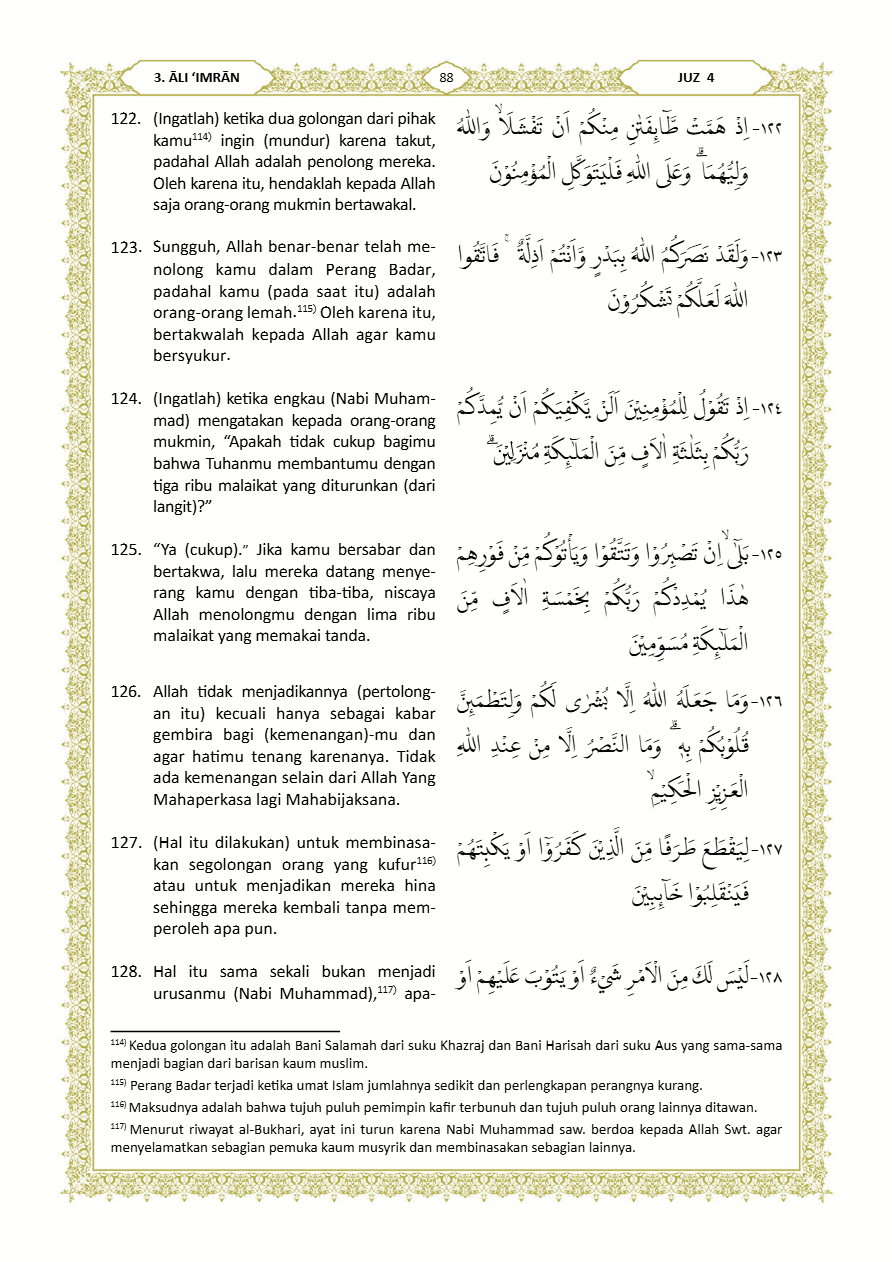 3. ĀLI ‘IMRĀN
88
JUZ 4
122. (Ingatlah) ketika dua golongan dari pihak
kamu¹¹⁴⁾ ingin (mundur) karena takut,
padahal Allah adalah penolong mereka.
Oleh karena itu, hendaklah kepada Allah
saja orang-orang mukmin bertawakal.
١٢٢- اِذْ هَمَّتْ طَّاۤىِٕفَتٰنِ مِنْكُمْ اَنْ تَفْشَلَاۙ وَاللّٰهُ
وَلِيُّهُمَاۗ وَعَلَى اللّٰهِ فَلْيَتَوَكَّلِ الْمُؤْمِنُوْنَ
123. Sungguh, Allah benar-benar telah me-
nolong kamu dalam Perang Badar,
padahal kamu (pada saat itu) adalah
orang-orang lemah.¹¹⁵⁾ Oleh karena itu,
bertakwalah kepada Allah agar kamu
bersyukur.
١٢٣- وَلَقَدْ نَصَرَكُمُ اللّٰهُ بِبَدْرٍ وَّاَنْتُمْ اَذِلَّةٌ ۚ فَاتَّقُوا
اللّٰهَ لَعَلَّكُمْ تَشْكُرُوْنَ
124. (Ingatlah) ketika engkau (Nabi Muham-
mad) mengatakan kepada orang-orang
mukmin, “Apakah tidak cukup bagimu
bahwa Tuhanmu membantumu dengan
tiga ribu malaikat yang diturunkan (dari
langit)?”
١٢٤- اِذْ تَقُوْلُ لِلْمُؤْمِنِيْنَ اَلَنْ يَّكْفِيَكُمْ اَنْ يُّمِدَّكُمْ
رَبُّكُمْ بِثَلٰثَةِ اٰلَافٍ مِّنَ الْمَلٰۤىِٕكَةِ مُنْزَلِيْنَۗ
125. “Ya (cukup).” Jika kamu bersabar dan
bertakwa, lalu mereka datang menye-
rang kamu dengan tiba-tiba, niscaya
Allah menolongmu dengan lima ribu
malaikat yang memakai tanda.
١٢٥- بَلٰٓىۙ اِنْ تَصْبِرُوْا وَتَتَّقُوْا وَيَأْتُوْكُمْ مِّنْ فَوْرِهِمْ
هٰذَا يُمْدِدْكُمْ رَبُّكُمْ بِخَمْسَةِ اٰلَافٍ مِّنَ
الْمَلٰۤىِٕكَةِ مُسَوِّمِيْنَ
126. Allah tidak menjadikannya (pertolong-
an itu) kecuali hanya sebagai kabar
gembira bagi (kemenangan)-mu dan
agar hatimu tenang karenanya. Tidak
ada kemenangan selain dari Allah Yang
Mahaperkasa lagi Mahabijaksana.
١٢٦- وَمَا جَعَلَهُ اللّٰهُ اِلَّا بُشْرٰى لَكُمْ وَلِتَطْمَىِٕنَّ
قُلُوْبُكُمْ بِهٖۗ وَمَا النَّصْرُ اِلَّا مِنْ عِنْدِ اللّٰهِ
الْعَزِيْزِ الْحَكِيْمِۙ
127. (Hal itu dilakukan) untuk membinasa-
kan segolongan orang yang kufur¹¹⁶⁾
atau untuk menjadikan mereka hina
sehingga mereka kembali tanpa mem-
peroleh apa pun.
١٢٧- لِيَقْطَعَ طَرَفًا مِّنَ الَّذِيْنَ كَفَرُوْٓا اَوْ يَكْبِتَهُمْ
فَيَنْقَلِبُوْا خَاۤىِٕبِيْنَ
128. Hal itu sama sekali bukan menjadi
urusanmu (Nabi Muhammad),¹¹⁷⁾ apa-
١٢٨- لَيْسَ لَكَ مِنَ الْاَمْرِ شَيْءٌ اَوْ يَتُوْبَ عَلَيْهِمْ اَوْ
¹¹⁴⁾ Kedua golongan itu adalah Bani Salamah dari suku Khazraj dan Bani Harisah dari suku Aus yang sama-sama
menjadi bagian dari barisan kaum muslim.
¹¹⁵⁾ Perang Badar terjadi ketika umat Islam jumlahnya sedikit dan perlengkapan perangnya kurang.
¹¹⁶⁾ Maksudnya adalah bahwa tujuh puluh pemimpin kafir terbunuh dan tujuh puluh orang lainnya ditawan.
¹¹⁷⁾ Menurut riwayat al-Bukhari, ayat ini turun karena Nabi Muhammad saw. berdoa kepada Allah Swt. agar
menyelamatkan sebagian pemuka kaum musyrik dan membinasakan sebagian lainnya.